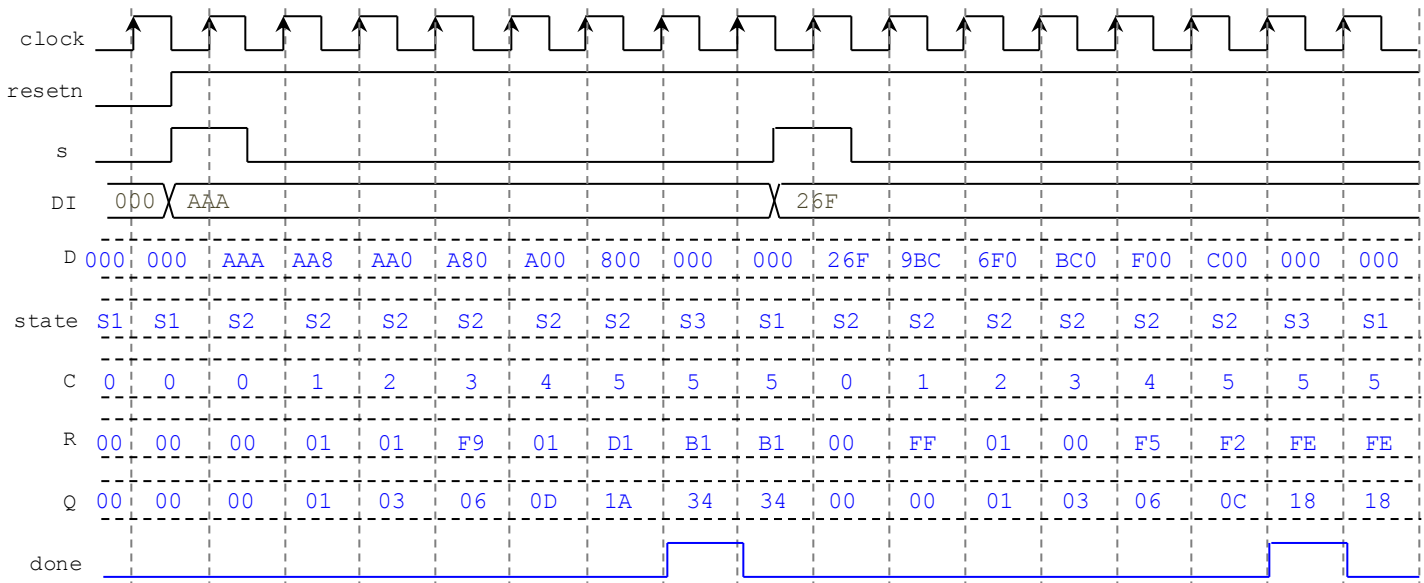 clock
resetn
s
DI 000 AAA 26F
D 000 000 AAA AA8 AA0 A80 A00 800 000 000 26F 9BC 6F0 BC0 F00 C00 000 000
state S1 S1 S2 S2 S2 S2 S2 S2 S3 S1 S2 S2 S2 S2 S2 S2 S3 S1
C 0 0 0 1 2 3 4 5 5 5 0 1 2 3 4 5 5 5
R 00 00 00 01 01 F9 01 D1 B1 B1 00 FF 01 00 F5 F2 FE FE
Q 00 00 00 01 03 06 0D 1A 34 34 00 00 01 03 06 0C 18 18
done